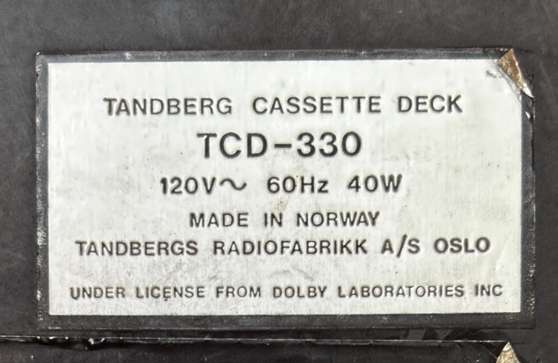 TANDBERG CASSETTE DECK
TCD-330
120V~ 60Hz 40W
MADE IN NORWAY
TANDBERGS RADIOFABRIKK A/S OSLO
UNDER LICENSE FROM DOLBY LABORATORIES INC